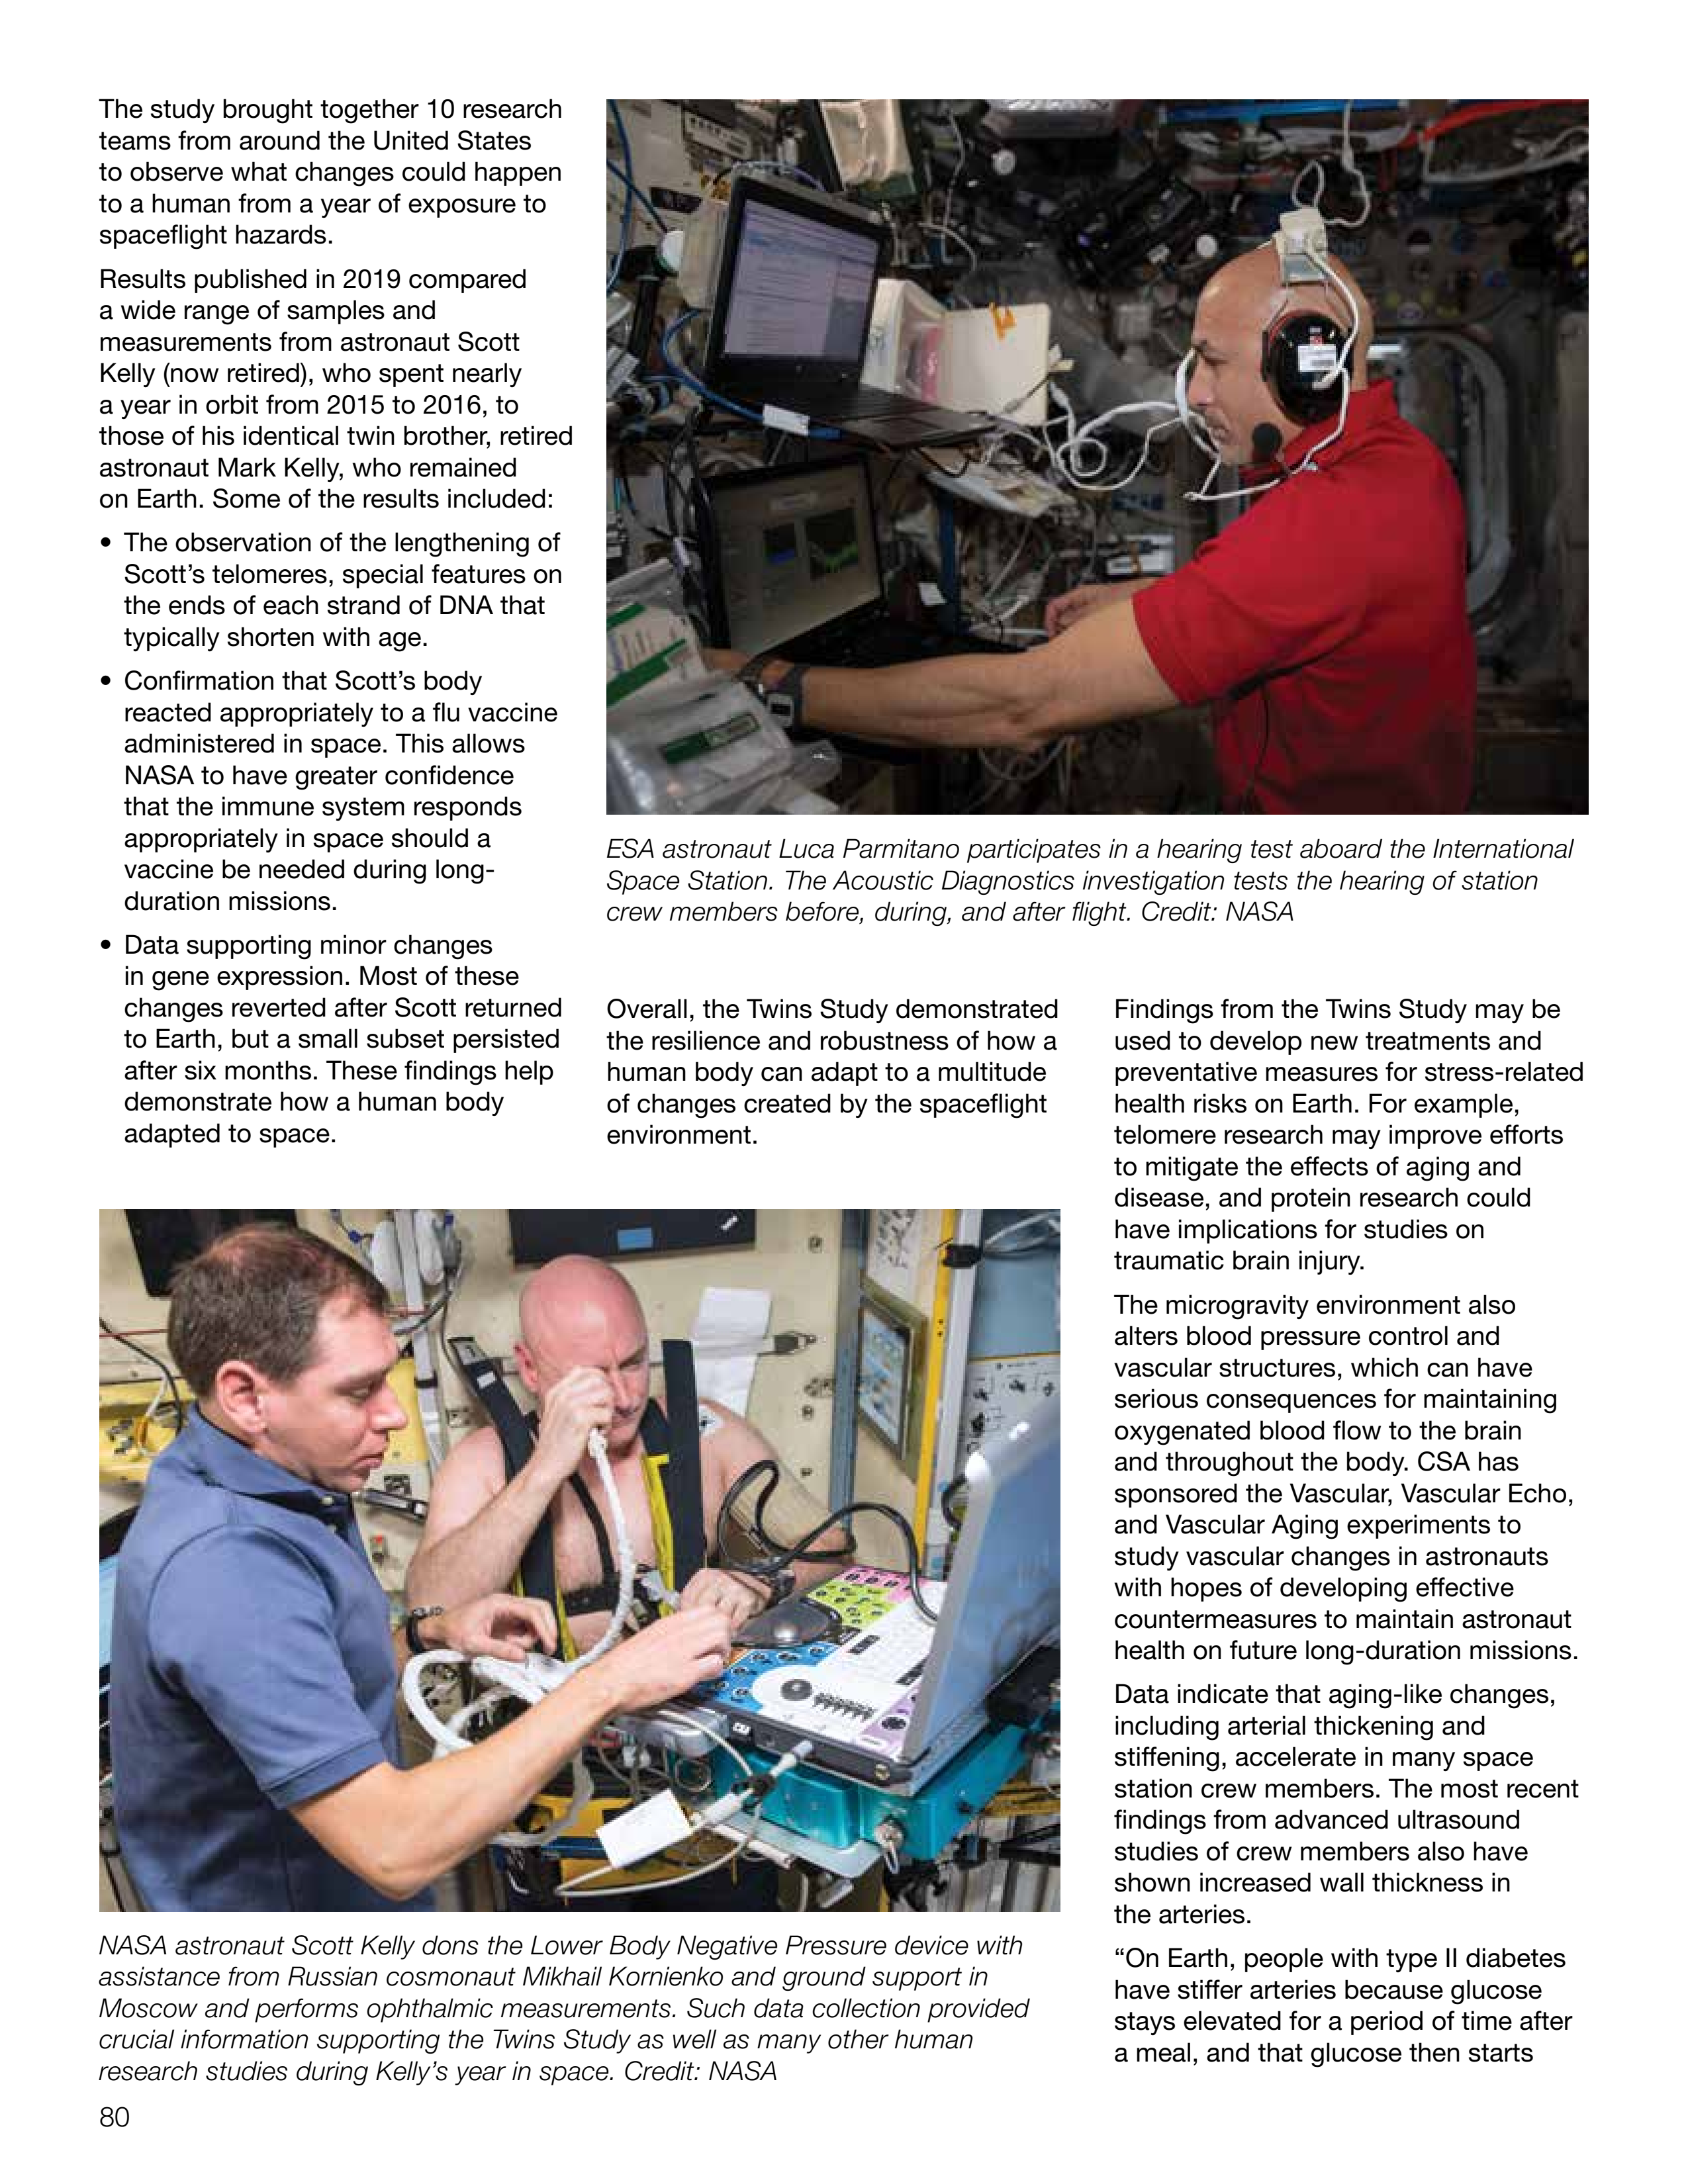 The study brought together 10 research
teams from around the United States
to observe what changes could happen
to a human from a year of exposure to
spaceflight hazards.
Results published in 2019 compared
a wide range of samples and
measurements from astronaut Scott
Kelly (now retired), who spent nearly
a year in orbit from 2015 to 2016, to
those of his identical twin brother, retired
astronaut Mark Kelly, who remained
on Earth. Some of the results included:
• The observation of the lengthening of
Scott’s telomeres, special features on
the ends of each strand of DNA that
typically shorten with age.
• Confirmation that Scott’s body
reacted appropriately to a flu vaccine
administered in space. This allows
NASA to have greater confidence
that the immune system responds
appropriately in space should a
vaccine be needed during long-
duration missions.
• Data supporting minor changes
in gene expression. Most of these
changes reverted after Scott returned
to Earth, but a small subset persisted
after six months. These findings help
demonstrate how a human body
adapted to space.
ESA astronaut Luca Parmitano participates in a hearing test aboard the International
Space Station. The Acoustic Diagnostics investigation tests the hearing of station
crew members before, during, and after flight. Credit: NASA
Overall, the Twins Study demonstrated
the resilience and robustness of how a
human body can adapt to a multitude
of changes created by the spaceflight
environment.
NASA astronaut Scott Kelly dons the Lower Body Negative Pressure device with
assistance from Russian cosmonaut Mikhail Kornienko and ground support in
Moscow and performs ophthalmic measurements. Such data collection provided
crucial information supporting the Twins Study as well as many other human
research studies during Kelly’s year in space. Credit: NASA
Findings from the Twins Study may be
used to develop new treatments and
preventative measures for stress-related
health risks on Earth. For example,
telomere research may improve efforts
to mitigate the effects of aging and
disease, and protein research could
have implications for studies on
traumatic brain injury.
The microgravity environment also
alters blood pressure control and
vascular structures, which can have
serious consequences for maintaining
oxygenated blood flow to the brain
and throughout the body. CSA has
sponsored the Vascular, Vascular Echo,
and Vascular Aging experiments to
study vascular changes in astronauts
with hopes of developing effective
countermeasures to maintain astronaut
health on future long-duration missions.
Data indicate that aging-like changes,
including arterial thickening and
stiffening, accelerate in many space
station crew members. The most recent
findings from advanced ultrasound
studies of crew members also have
shown increased wall thickness in
the arteries.
“On Earth, people with type II diabetes
have stiffer arteries because glucose
stays elevated for a period of time after
a meal, and that glucose then starts
80